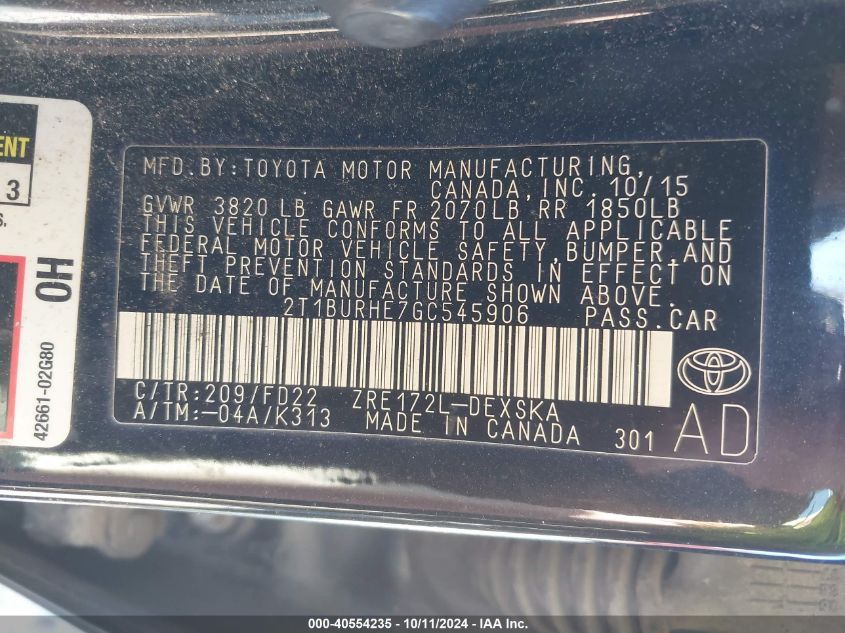 ENT
3
S.
OH
42661-02G80
MFD.BY:TOYOTA MOTOR MANUFACTURING,
CANADA,INC. 10/15
GVWR 3820 LB GAWR FR 2070LB RR 1850LB
THIS VEHICLE CONFORMS TO ALL APPLICABLE
FEDERAL MOTOR VEHICLE SAFETY,BUMPER,AND
THEFT PREVENTION STANDARDS IN EFFECT ON
THE DATE OF MANUFACTURE SHOWN ABOVE.
2T1BURHE7GC545906 PASS.CAR
C/TR:209/FD22 ZRE172L-DEXSKA
A/TM:-04A/K313 MADE IN CANADA 301
AD
000-40554235 - 10/11/2024 - IAA Inc.